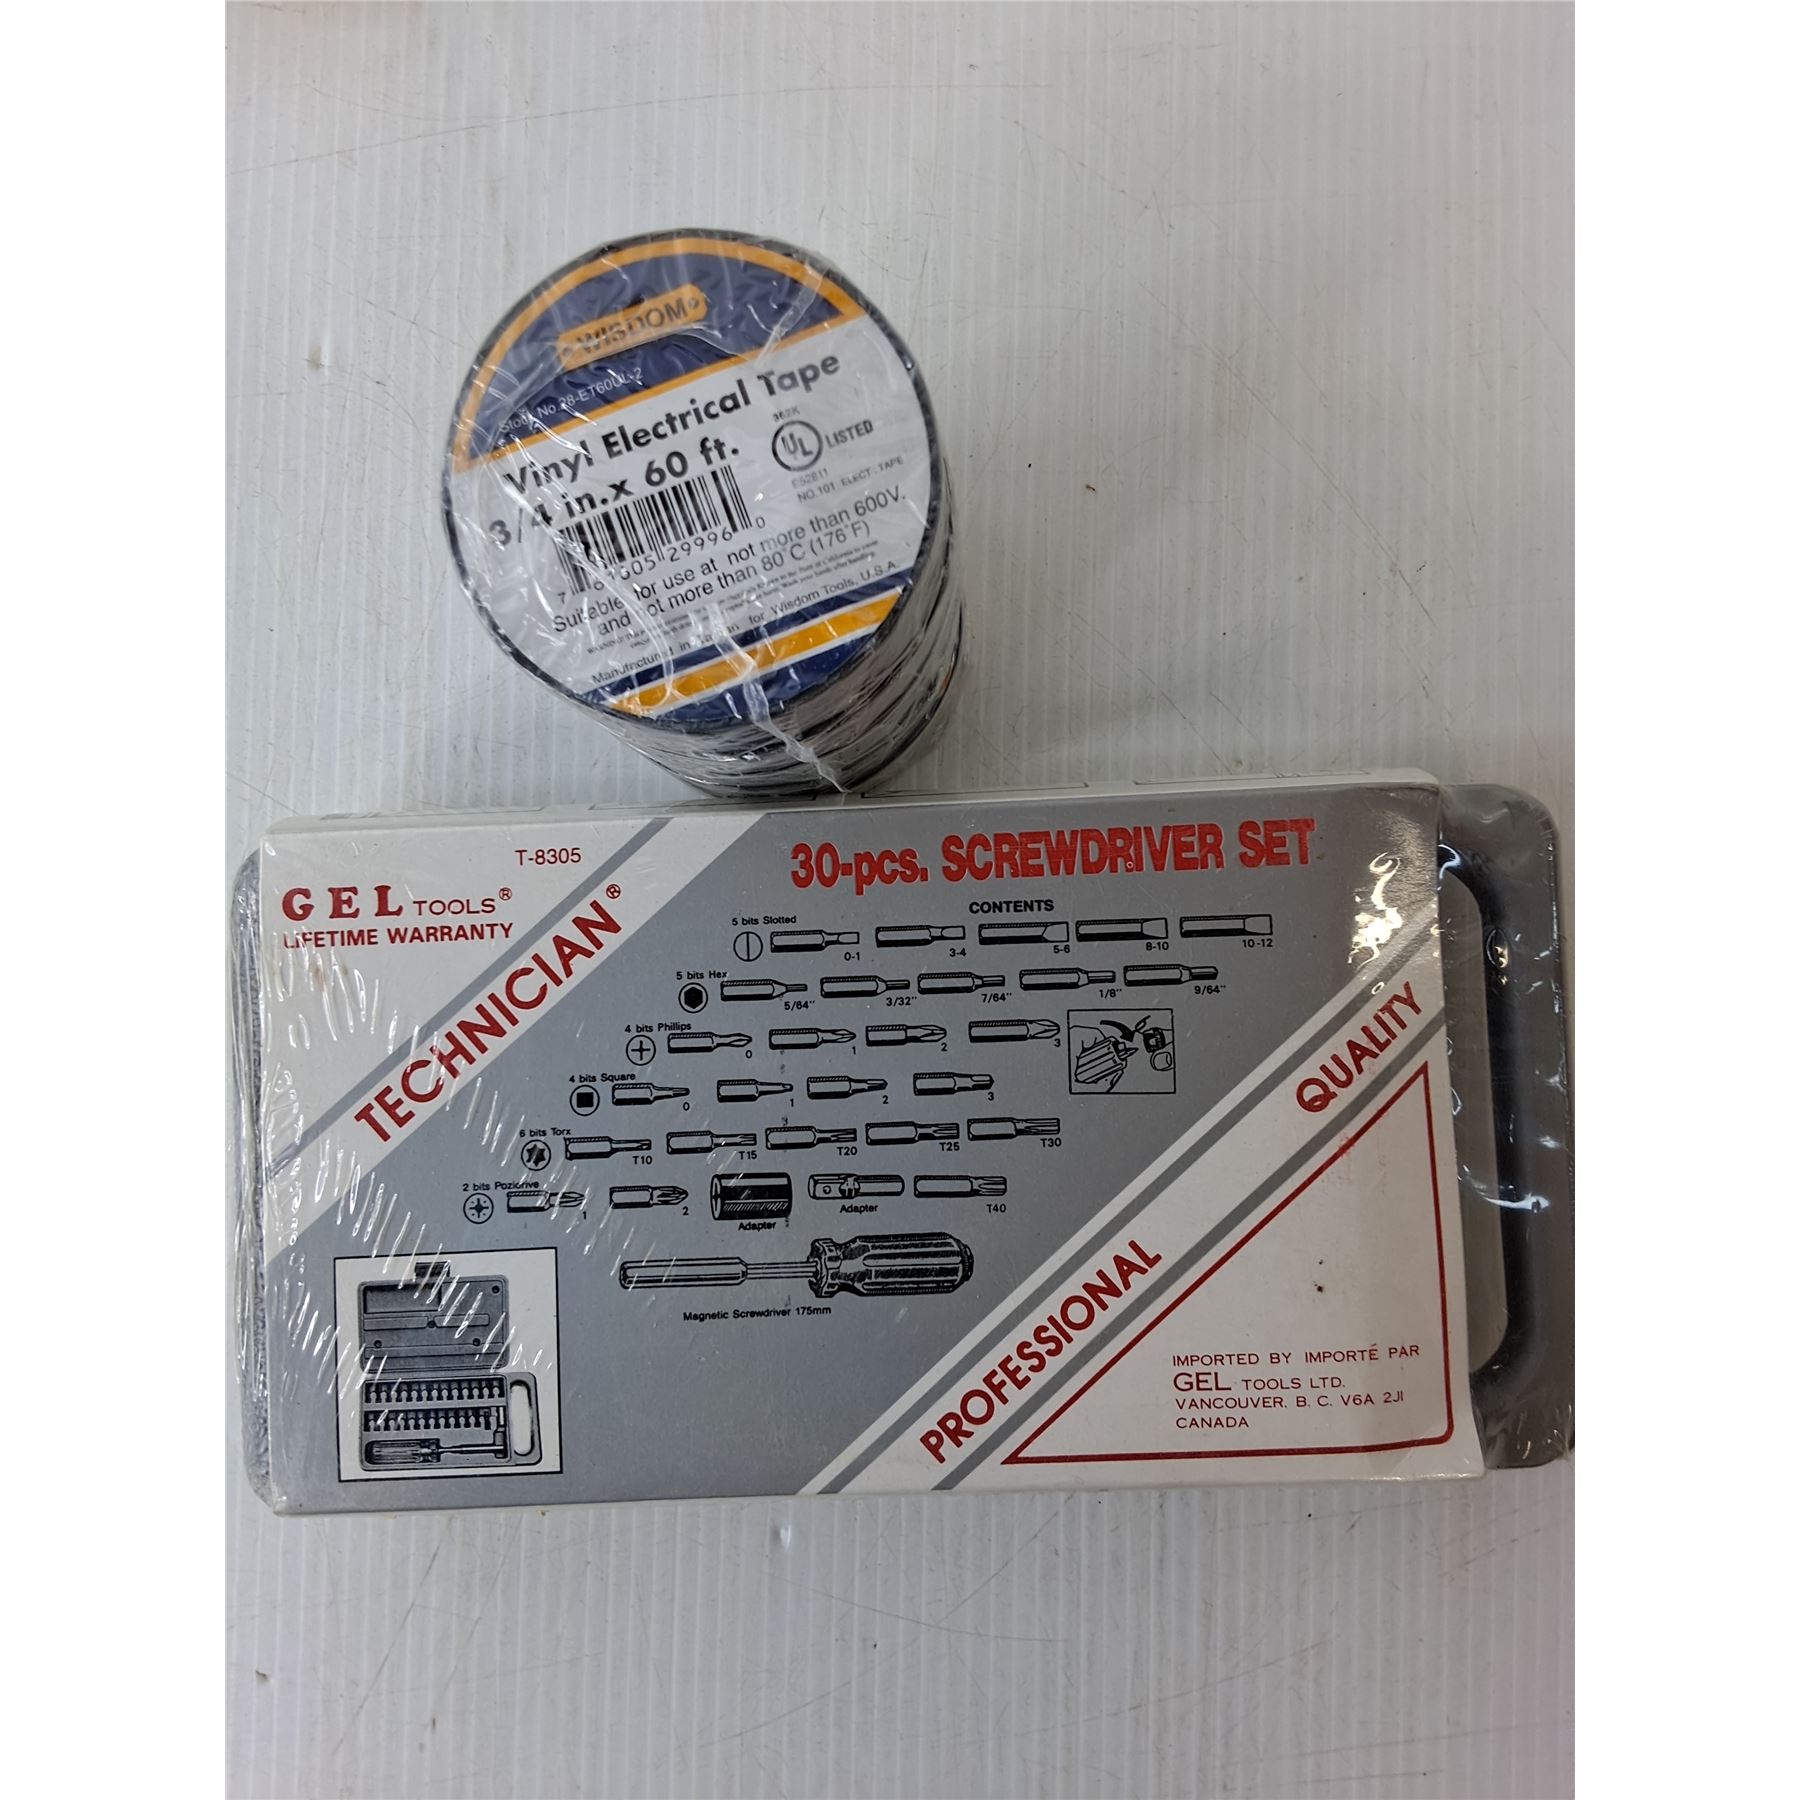 WISDOM
Stock No. 28-ET60UL-2
Vinyl Electrical Tape
3/4 in. x 60 ft.
362K
UL LISTED
E52811
NO.101 ELECT. TAPE
29996 0
Suitable for use at not more than 600V.
and not more than 80°C (176°F)
Manufactured in Taiwan for Wisdom Tools, U.S.A.
T-8305
GEL TOOLS®
LIFETIME WARRANTY
TECHNICIAN®
30-pcs. SCREWDRIVER SET
CONTENTS
5 bits Slotted
0-1 3-4 5-6 8-10 10-12
5 bits Hex
5/64" 3/32" 7/64" 1/8" 9/64"
4 bits Phillips
0 1 2 3
4 bits Square
0 1 2 3
6 bits Torx
T10 T15 T20 T25 T30
2 bits Pozidrive
1 2 Adapter Adapter T40
Magnetic Screwdriver 175mm
PROFESSIONAL QUALITY
IMPORTED BY IMPORTÉ PAR
GEL TOOLS LTD.
VANCOUVER. B. C. V6A 2J1
CANADA